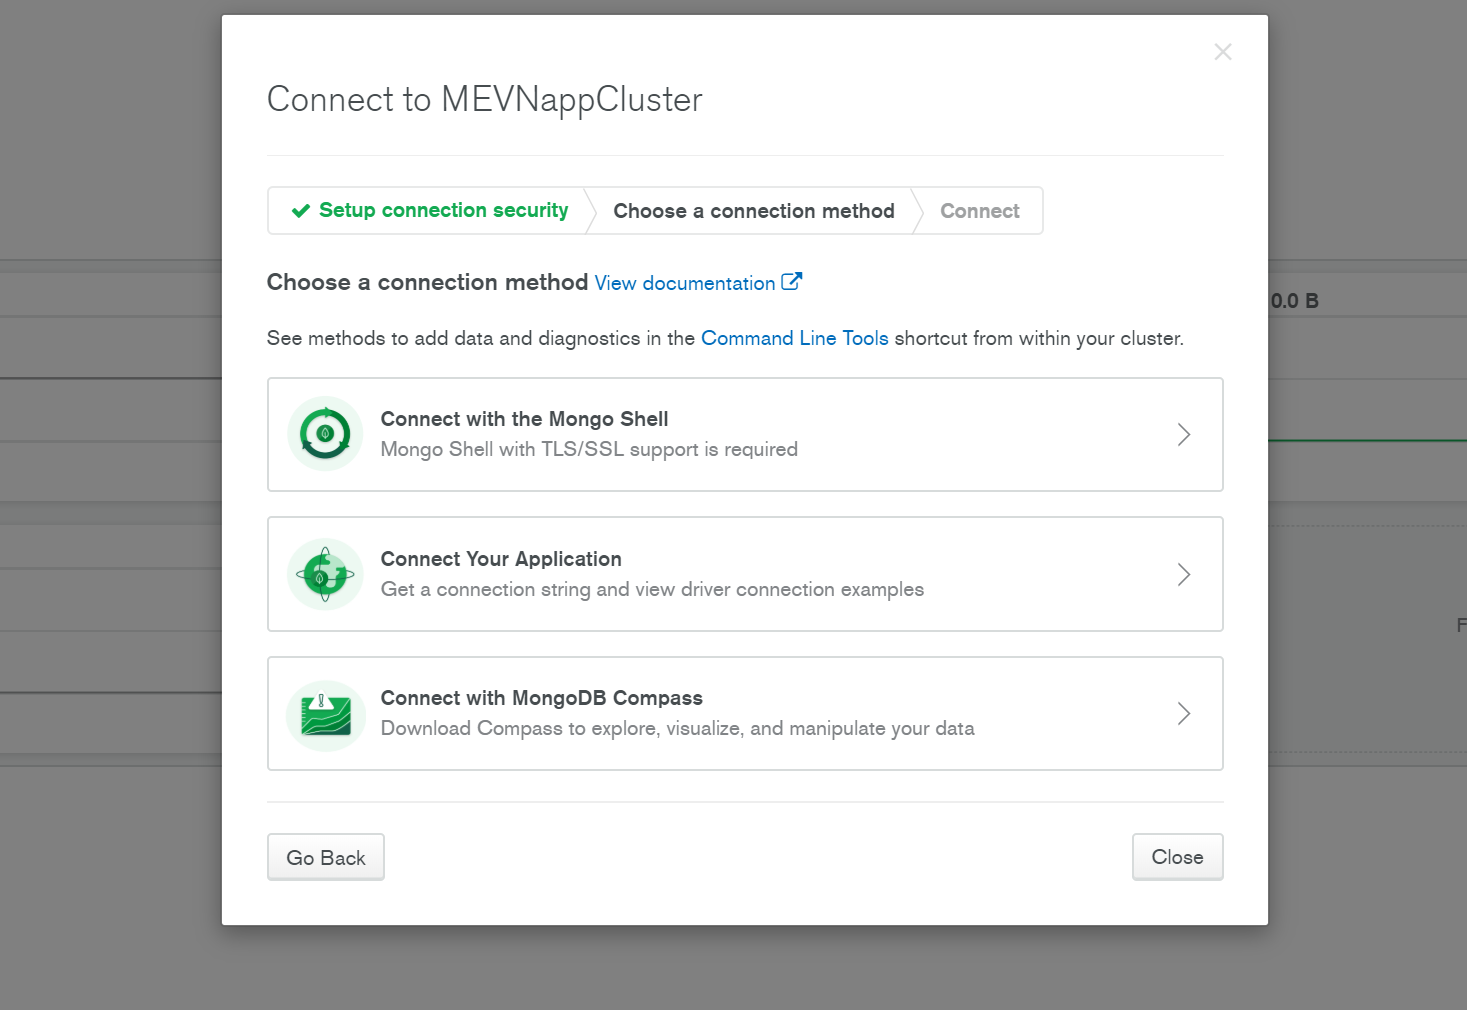 Connect to MEVNappCluster
Setup connection security
Choose a connection method
Connect
Choose a connection method View documentation
0.0 B
See methods to add data and diagnostics in the Command Line Tools shortcut from within your cluster.
Connect with the Mongo Shell
Mongo Shell with TLS/SSL support is required
Connect Your Application
Get a connection string and view driver connection examples
F
Connect with MongoDB Compass
Download Compass to explore, visualize, and manipulate your data
Go Back
Close